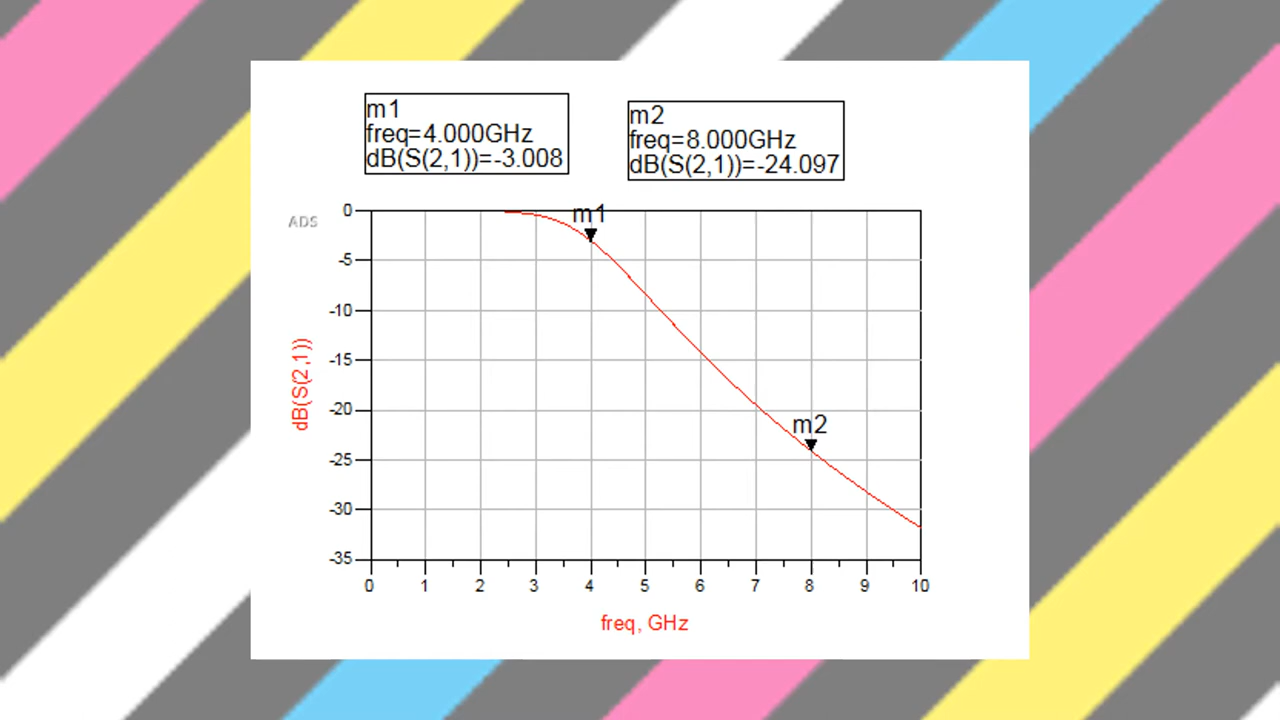 m1
freq=4.000GHz
dB(S(2,1))=-3.008
m2
freq=8.000GHz
dB(S(2,1))=-24.097
ADS
m1
m2
0
-5
-10
-15
-20
-25
-30
-35
dB(S(2,1))
0 1 2 3 4 5 6 7 8 9 10
freq, GHz